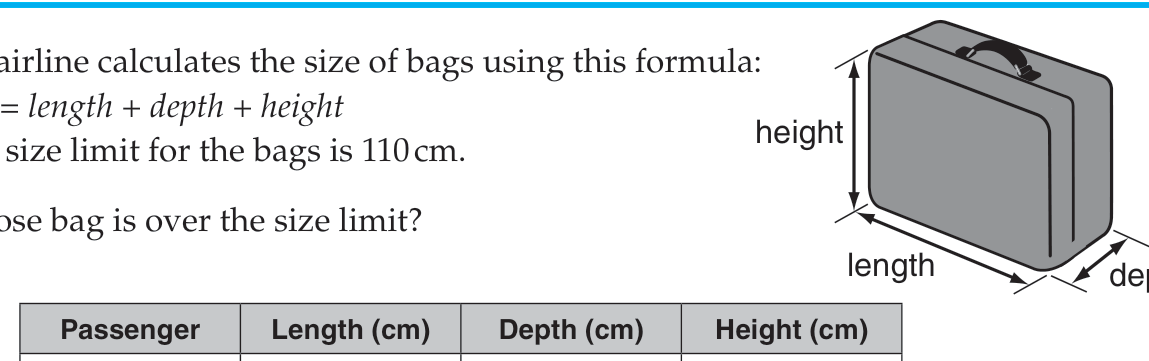 airline calculates the size of bags using this formula:
= length + depth + height
size limit for the bags is 110 cm.
height
ose bag is over the size limit?
length
dep
Passenger Length (cm) Depth (cm) Height (cm)